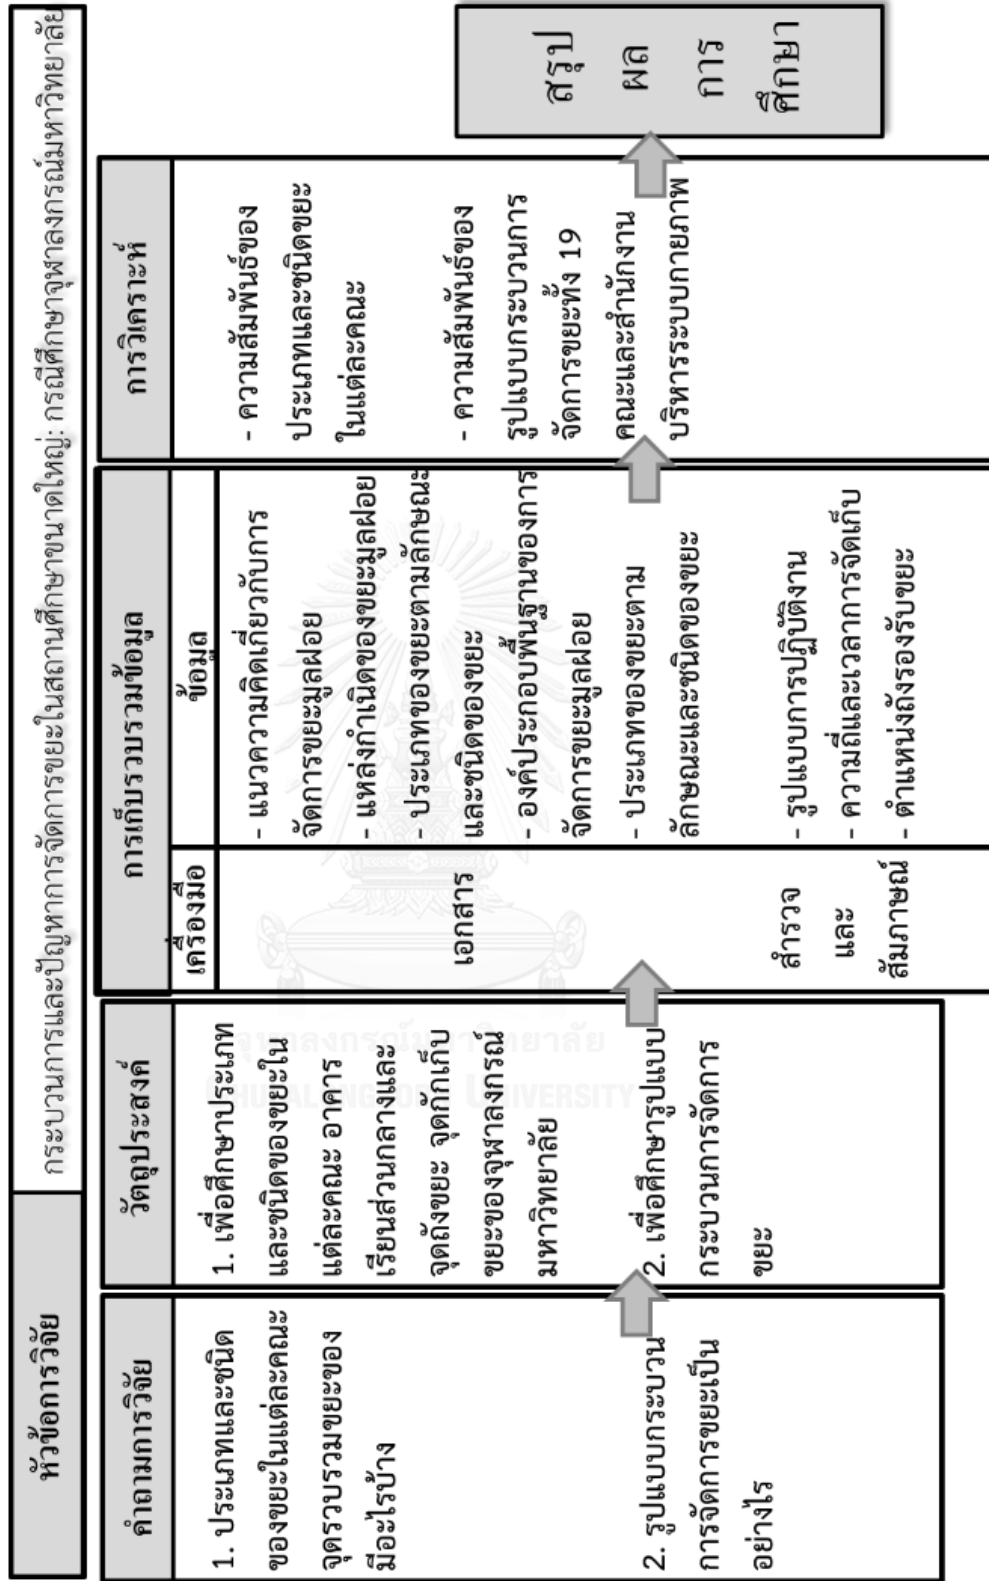 หัวข้อการวิจัย
กระบวนการและปัญหาการจัดการขยะในสถานศึกษาขนาดใหญ่: กรณีศึกษาจุฬาลงกรณ์มหาวิทยาลัย
คำถามการวิจัย
1. ประเภทและชนิด
ของขยะในแต่ละคณะ
จุดรวบรวมขยะของ
มีอะไรบ้าง
2. รูปแบบกระบวน
การจัดการขยะเป็น
อย่างไร
วัตถุประสงค์
1. เพื่อศึกษาประเภท
และชนิดของขยะใน
แต่ละคณะ อาคาร
เรียนส่วนกลางและ
จุดถังขยะ จุดกักเก็บ
ขยะของจุฬาลงกรณ์
มหาวิทยาลัย
2. เพื่อศึกษารูปแบบ
กระบวนการจัดการ
ขยะ
การเก็บรวบรวมข้อมูล
เครื่องมือ
เอกสาร
สำรวจ
และ
สัมภาษณ์
ข้อมูล
- แนวความคิดเกี่ยวกับการ
จัดการขยะมูลฝอย
- แหล่งกำเนิดของขยะมูลฝอย
- ประเภทของขยะตามลักษณะ
และชนิดของขยะ
- องค์ประกอบพื้นฐานของการ
จัดการขยะมูลฝอย
- ประเภทของขยะตาม
ลักษณะและชนิดของขยะ
- รูปแบบการปฏิบัติงาน
- ความถี่และเวลาการจัดเก็บ
- ตำแหน่งถังรองรับขยะ
การวิเคราะห์
- ความสัมพันธ์ของ
ประเภทและชนิดขยะ
ในแต่ละคณะ
- ความสัมพันธ์ของ
รูปแบบกระบวนการ
จัดการขยะทั้ง 19
คณะและสำนักงาน
บริหารระบบกายภาพ
สรุป
ผล
การ
ศึกษา
จุฬาลงกรณ์มหาวิทยาลัย
CHULALONGKORN UNIVERSITY